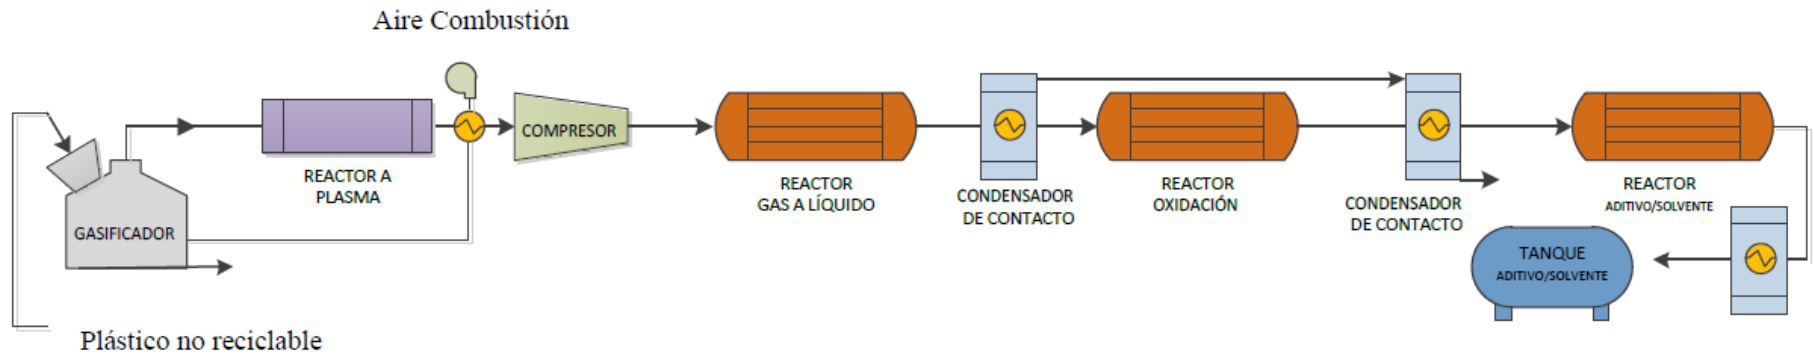 Aire Combustión
COMPRESOR
REACTOR A
PLASMA
GASIFICADOR
Plástico no reciclable
REACTOR
GAS A LÍQUIDO
CONDENSADOR
DE CONTACTO
REACTOR
OXIDACIÓN
CONDENSADOR
DE CONTACTO
REACTOR
ADITIVO/SOLVENTE
TANQUE
ADITIVO/SOLVENTE